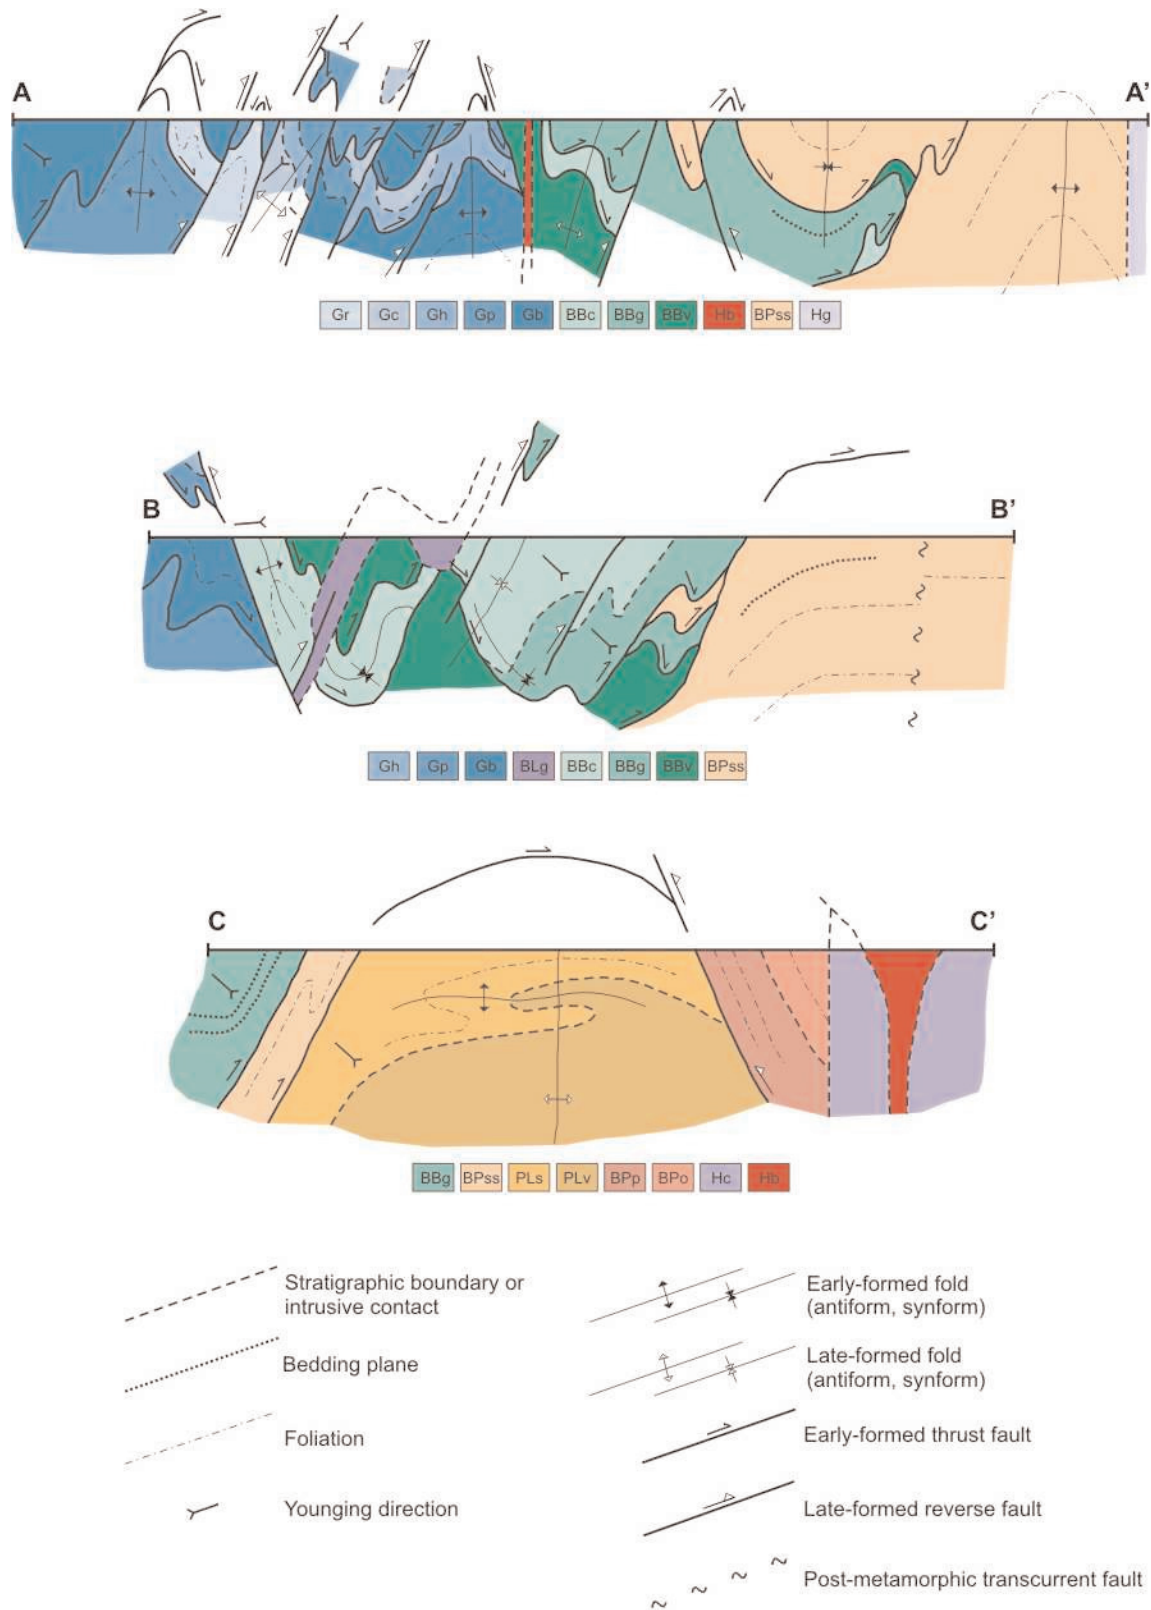 A A’
Gr Gc Gh Gp Gb BBc BBg BBv Hb BPss Hg
B B’
Gh Gp Gb BLg BBc BBg BBv BPss
C C’
BBg BPss PLs PLv BPp BPo Hc Hb
Stratigraphic boundary or
intrusive contact
Bedding plane
Foliation
Younging direction
Early-formed fold
(antiform, synform)
Late-formed fold
(antiform, synform)
Early-formed thrust fault
Late-formed reverse fault
Post-metamorphic transcurrent fault